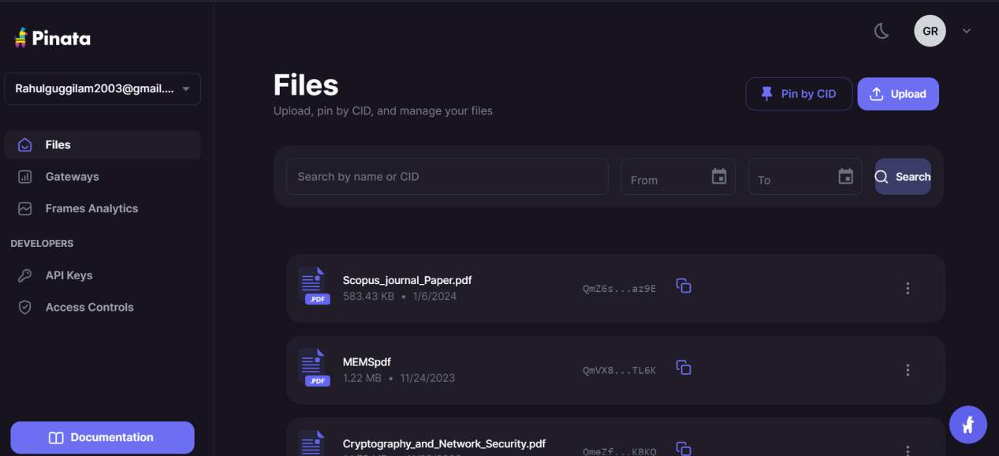 Pinata
GR
Rahulguggilam2003@gmail....
Files
Gateways
Frames Analytics
DEVELOPERS
API Keys
Access Controls
Documentation
Files
Upload, pin by CID, and manage your files
Pin by CID
Upload
Search by name or CID
From
To
Search
Scopus_journal_Paper.pdf
583.43 KB • 1/6/2024
.PDF
QmZ6s...az9E
MEMSpdf
1.22 MB • 11/24/2023
.PDF
QmVX8...TL6K
Cryptography_and_Network_Security.pdf
QmeZf...KBKQ